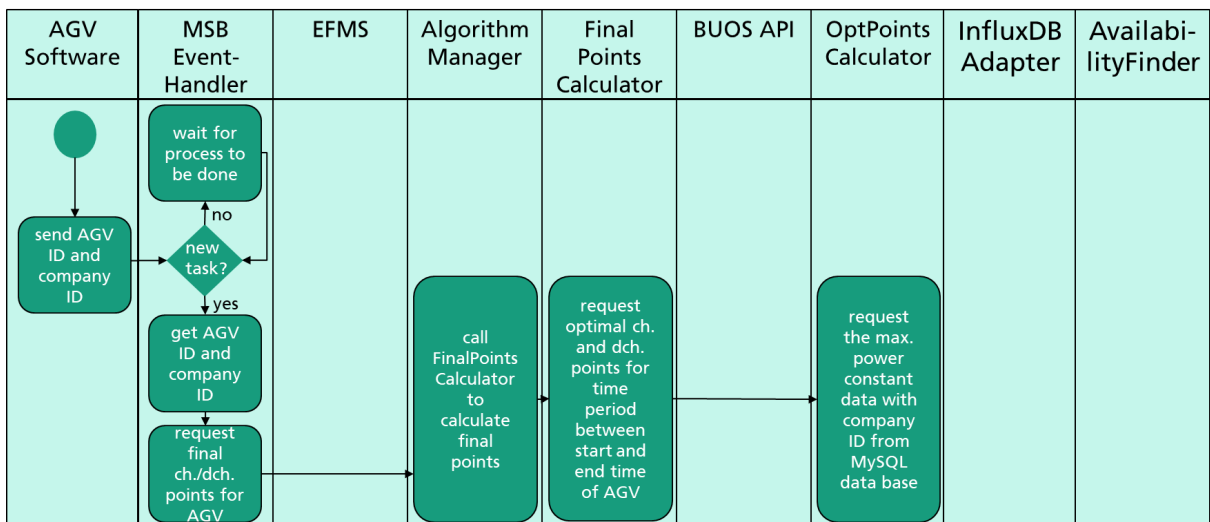 AGV
Software
MSB
Event-
Handler
EFMS
Algorithm
Manager
Final
Points
Calculator
BUOS API
OptPoints
Calculator
InfluxDB
Adapter
Availabi-
lityFinder
wait for
process to
be done
no
send AGV
ID and
company
ID
new
task?
yes
get AGV
ID and
company
ID
request
final
ch./dch.
points for
AGV
call
FinalPoints
Calculator
to
calculate
final
points
request
optimal ch.
and dch.
points for
time
period
between
start and
end time
of AGV
request
the max.
power
constant
data with
company
ID from
MySQL
data base